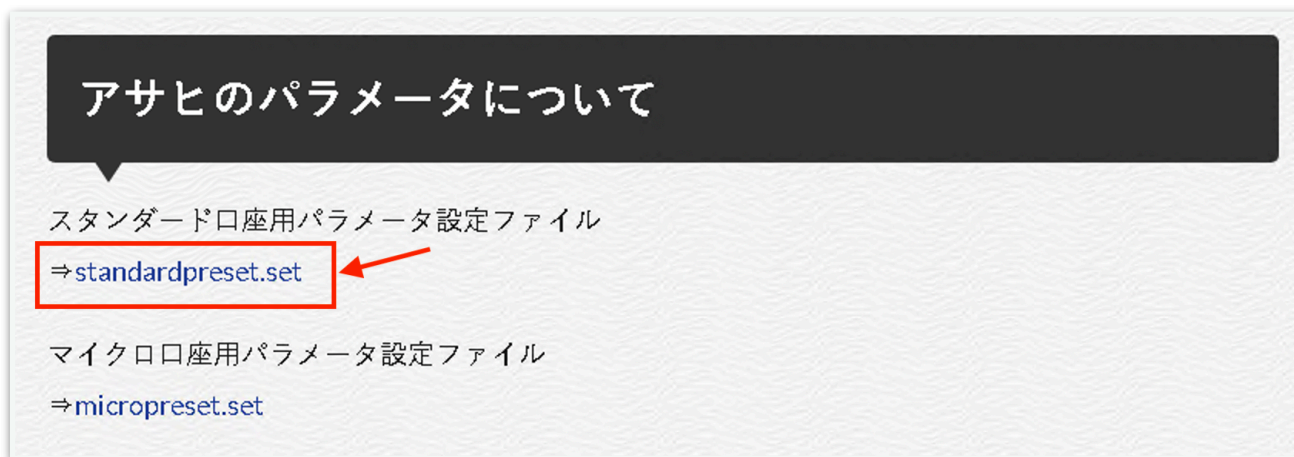 アサヒのパラメータについて
スタンダード口座用パラメータ設定ファイル
⇒standardpreset.set
マイクロ口座用パラメータ設定ファイル
⇒micropreset.set